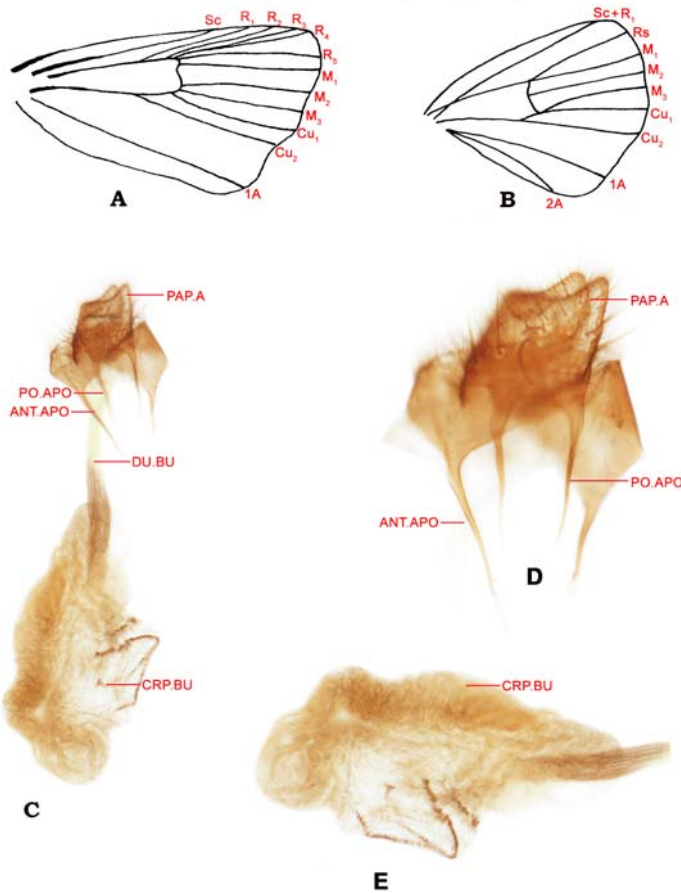 Sc R₁ R₂ R₃ R₄
R₅
M₁
M₂
M₃
Cu₁
Cu₂
1A
A
Sc+R₁
Rs
M₁
M₂
M₃
Cu₁
Cu₂
1A
2A
B
PAP.A
PO.APO
ANT.APO
DU.BU
CRP.BU
C
PAP.A
PO.APO
ANT.APO
D
CRP.BU
E